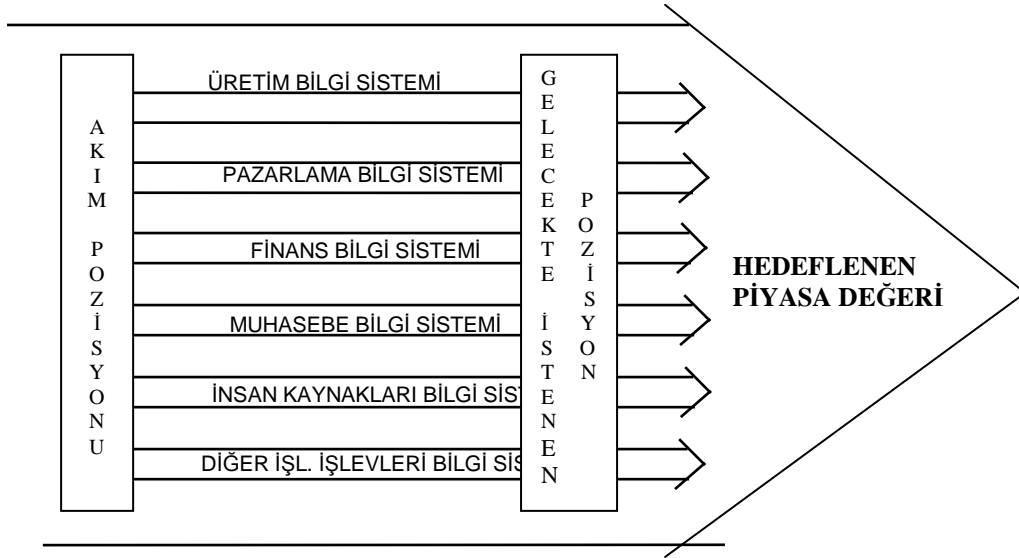 AKIM POZİSYONU
ÜRETİM BİLGİ SİSTEMİ
PAZARLAMA BİLGİ SİSTEMİ
FİNANS BİLGİ SİSTEMİ
MUHASEBE BİLGİ SİSTEMİ
İNSAN KAYNAKLARI BİLGİ SİST
DİĞER İŞL. İŞLEVLERİ BİLGİ SİS
GELECEKTE İSTENEN
POZİSYON
HEDEFLENEN
PİYASA DEĞERİ